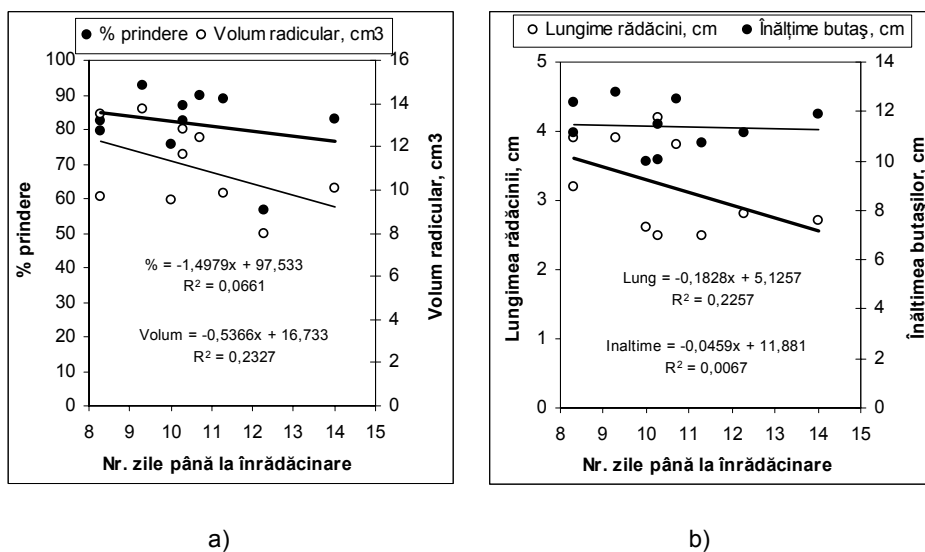 ● % prindere ○ Volum radicular, cm3
100
90
80
70
60
50
40
30
20
10
0
% prindere
16
14
12
10
8
6
4
2
0
Volum radicular, cm3
% = -1,4979x + 97,533
R² = 0,0661
Volum = -0,5366x + 16,733
R² = 0,2327
8 9 10 11 12 13 14 15
Nr. zile până la înrădăcinare
a)
○ Lungime rădăcini, cm ● Înălţime butaş, cm
5
4
3
2
1
0
Lungimea rădăcinii, cm
14
12
10
8
6
4
2
0
Înăltimea butaşilor, cm
Lung = -0,1828x + 5,1257
R² = 0,2257
Inaltime = -0,0459x + 11,881
R² = 0,0067
8 9 10 11 12 13 14 15
Nr. zile până la înrădăcinare
b)